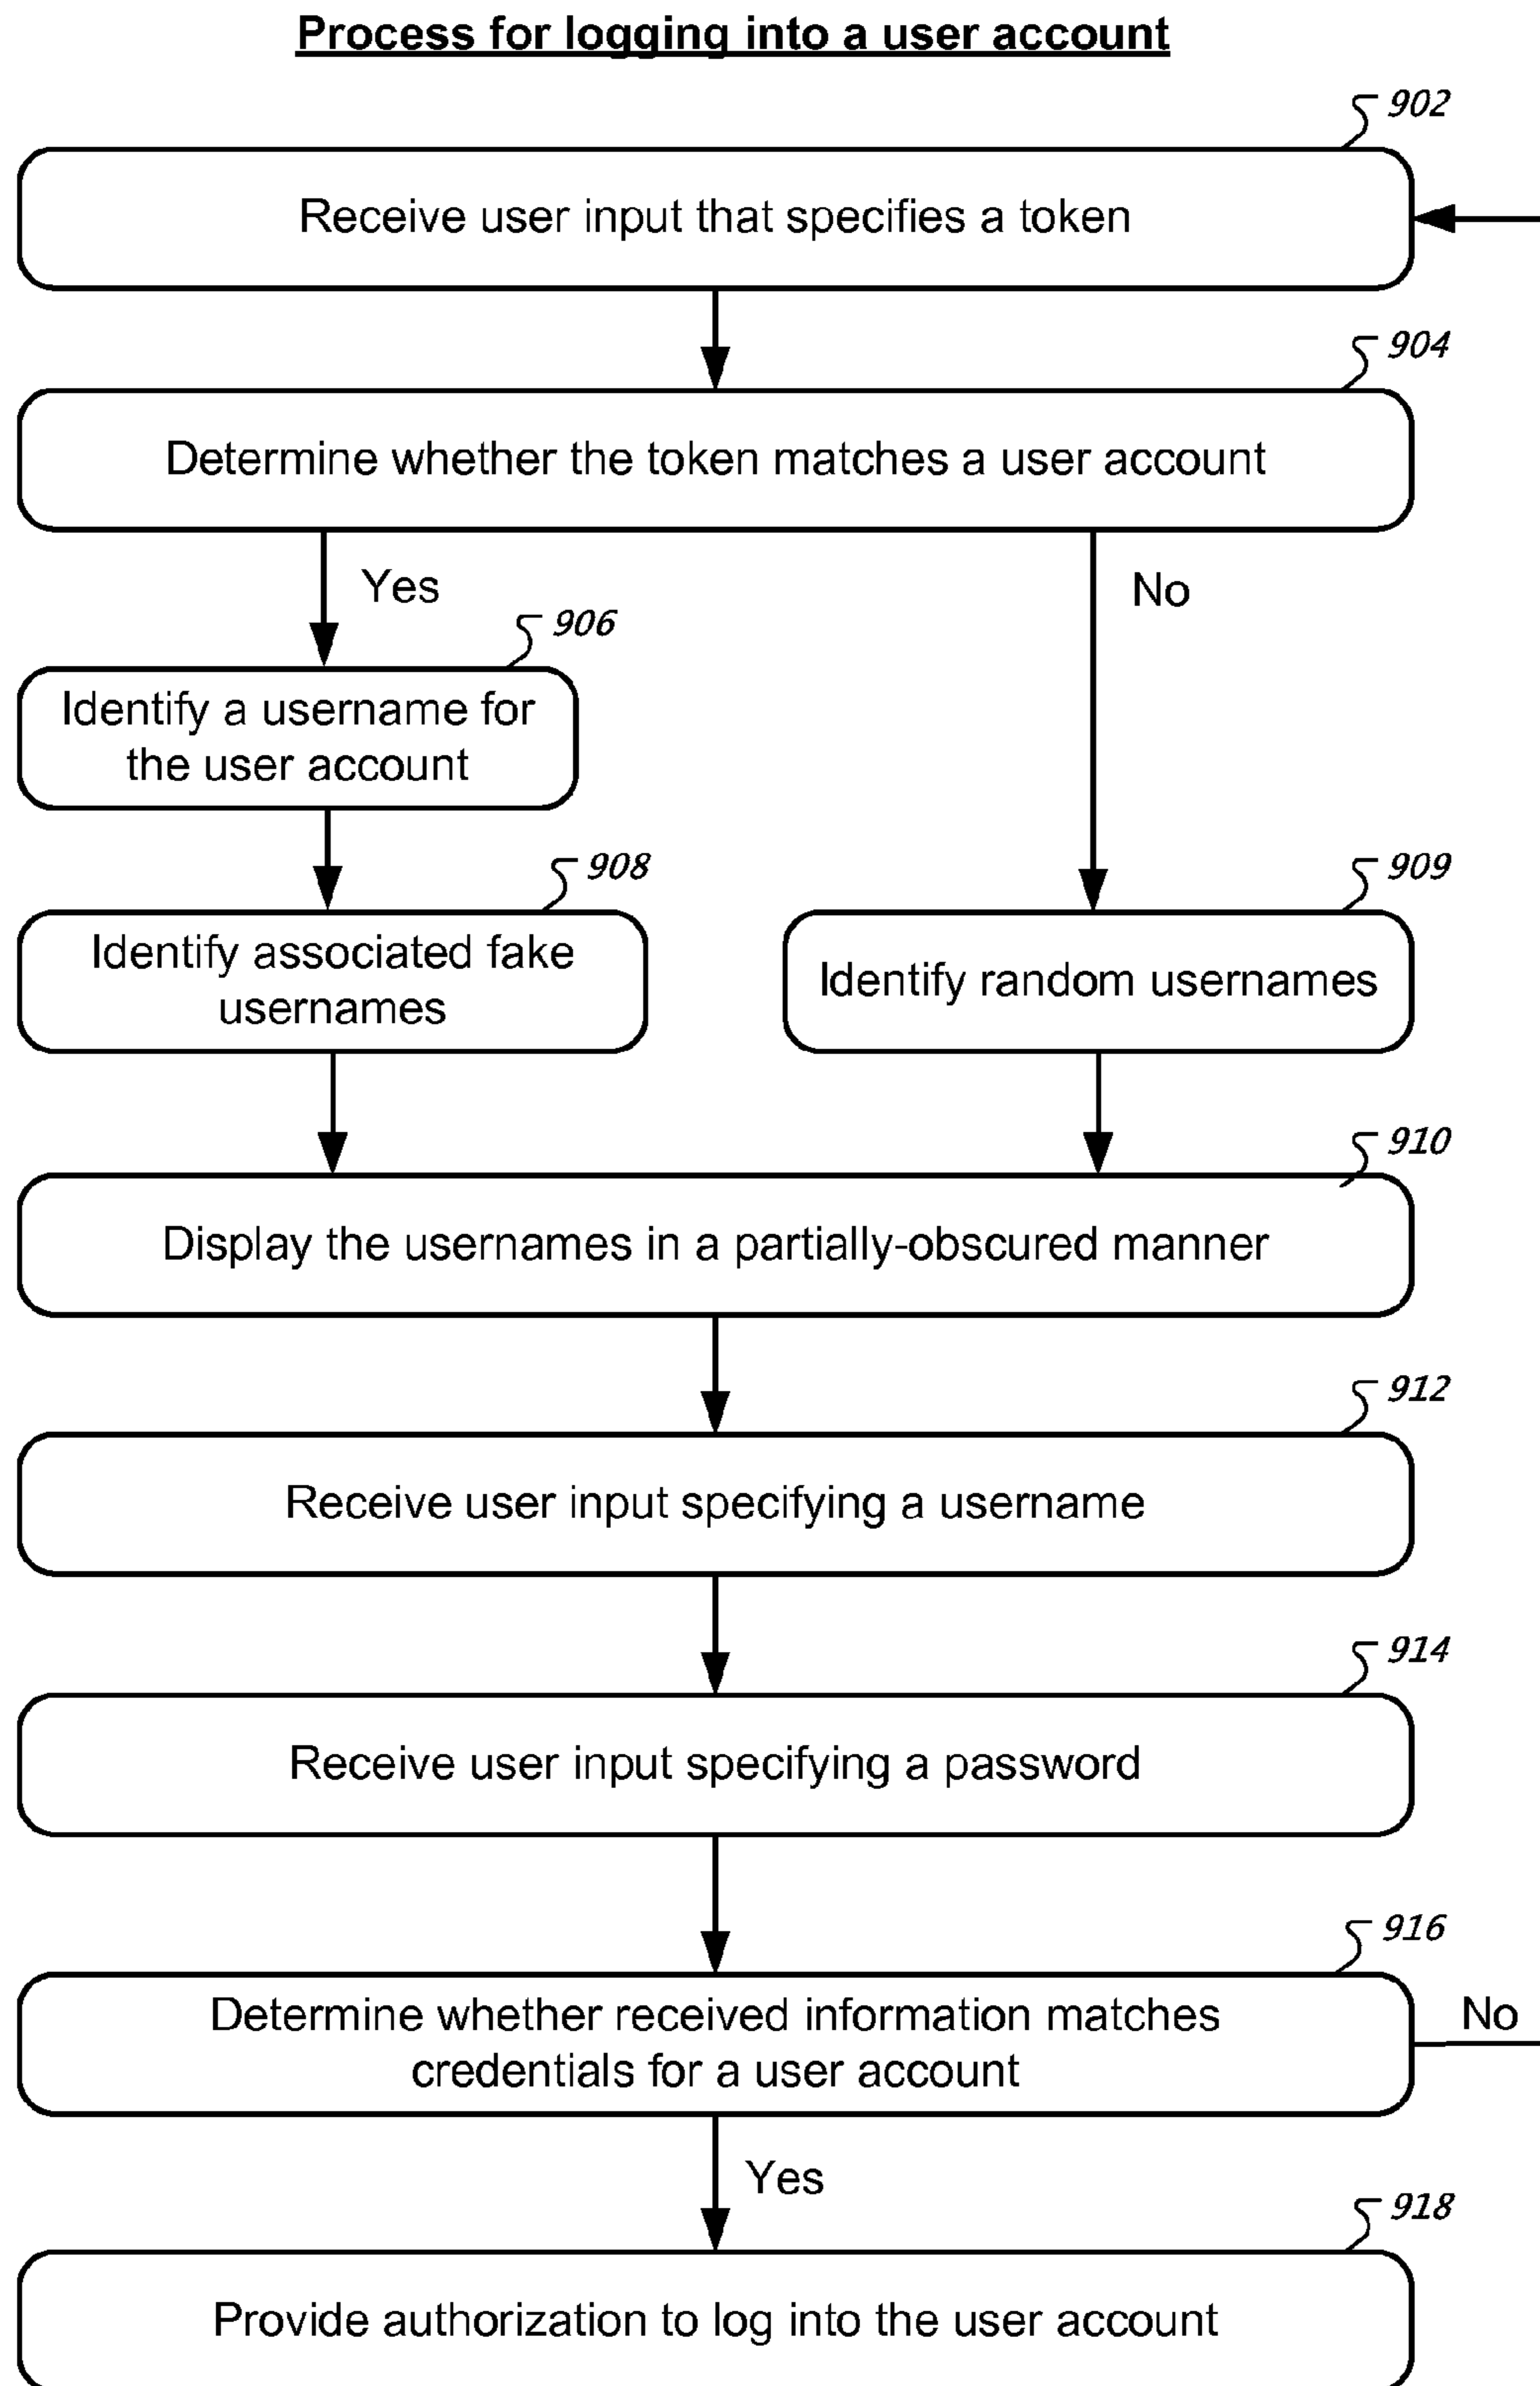 Process for logging into a user account
902
Receive user input that specifies a token
904
Determine whether the token matches a user account
Yes
No
906
Identify a username for
the user account
908
909
Identify associated fake
usernames
Identify random usernames
910
Display the usernames in a partially-obscured manner
912
Receive user input specifying a username
914
Receive user input specifying a password
916
Determine whether received information matches
credentials for a user account
No
Yes
918
Provide authorization to log into the user account